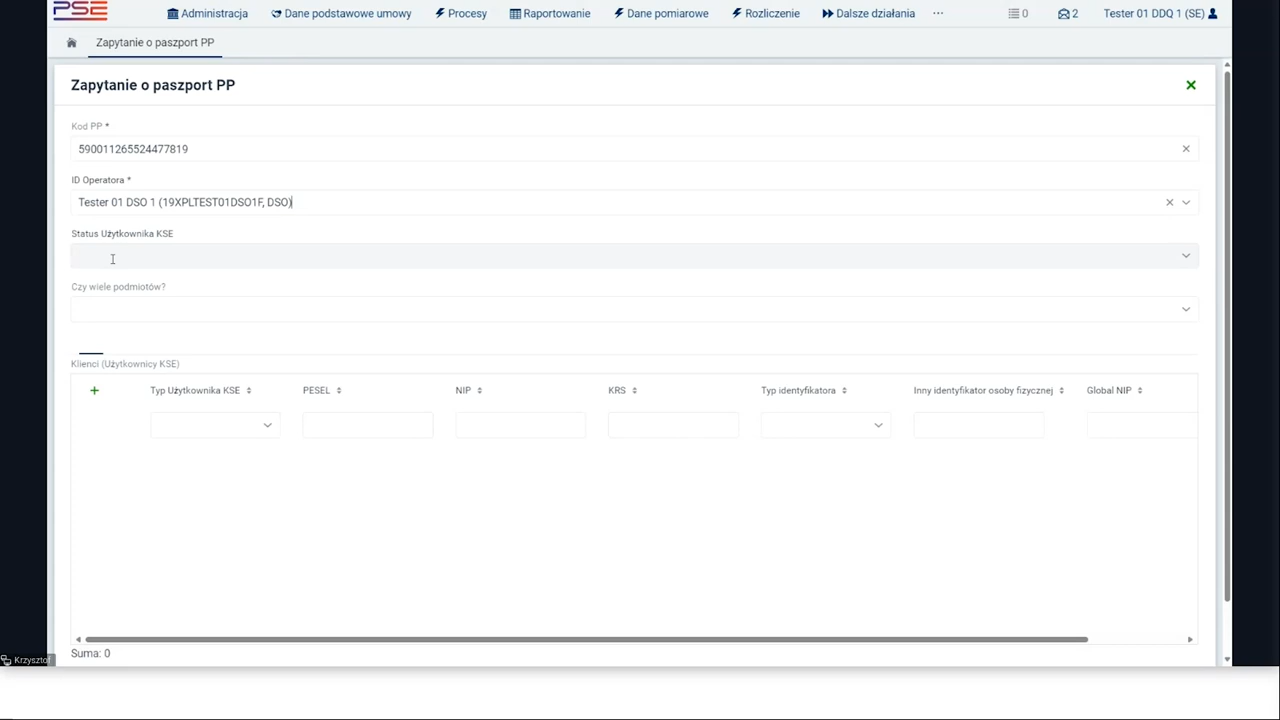 PSE
Administracja Dane podstawowe umowy Procesy Raportowanie Dane pomiarowe Rozliczenie Dalsze działania ... 0 2 Tester 01 DDQ 1 (SE)
Zapytanie o paszport PP
Zapytanie o paszport PP
Kod PP *
590011265524477819
ID Operatora *
Tester 01 DSO 1 (19XPLTEST01DSO1F, DSO)
Status Użytkownika KSE
Czy wiele podmiotów?
Klienci (Użytkownicy KSE)
Typ Użytkownika KSE PESEL NIP KRS Typ identyfikatora Inny identyfikator osoby fizycznej Global NIP
Suma: 0
Krzysztof